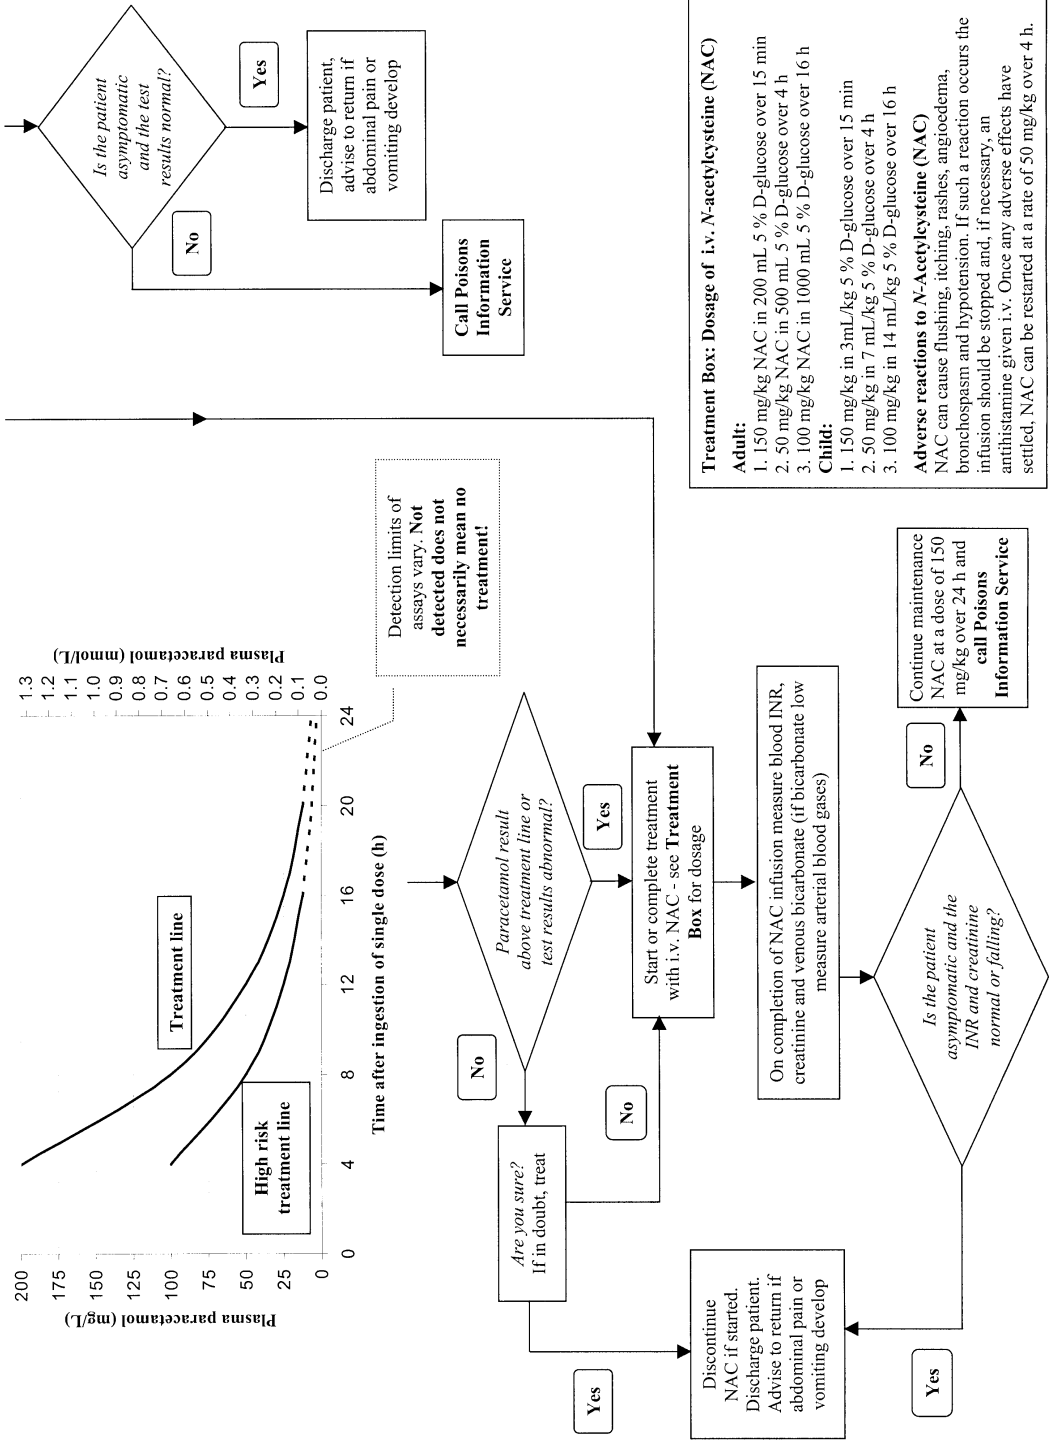 Plasma paracetamol (mg/L)
200
175
150
125
100
75
50
25
0
Plasma paracetamol (mmol/L)
1.3
1.2
1.1
1.0
0.9
0.8
0.7
0.6
0.5
0.4
0.3
0.2
0.1
0.0
0
4
8
12
16
20
24
Time after ingestion of single dose (h)
Treatment line
High risk
treatment line
Detection limits of
assays vary. Not
detected does not
necessarily mean no
treatment!
Is the patient
asymptomatic
and the test
results normal?
No
Yes
Call Poisons
Information
Service
Discharge patient,
advise to return if
abdominal pain or
vomiting develop
Paracetamol result
above treatment line or
test results abnormal?
No
Yes
Are you sure?
If in doubt, treat
No
Yes
Start or complete treatment
with i.v. NAC - see Treatment
Box for dosage
Discontinue
NAC if started.
Discharge patient.
Advise to return if
abdominal pain or
vomiting develop
On completion of NAC infusion measure blood INR,
creatinine and venous bicarbonate (if bicarbonate low
measure arterial blood gases)
Is the patient
asymptomatic and the
INR and creatinine
normal or falling?
Yes
No
Continue maintenance
NAC at a dose of 150
mg/kg over 24 h and
call Poisons
Information Service
Treatment Box: Dosage of i.v. N-acetylcysteine (NAC)
Adult:
1. 150 mg/kg NAC in 200 mL 5 % D-glucose over 15 min
2. 50 mg/kg NAC in 500 mL 5 % D-glucose over 4 h
3. 100 mg/kg NAC in 1000 mL 5 % D-glucose over 16 h
Child:
1. 150 mg/kg in 3mL/kg 5 % D-glucose over 15 min
2. 50 mg/kg in 7 mL/kg 5 % D-glucose over 4 h
3. 100 mg/kg in 14 mL/kg 5 % D-glucose over 16 h
Adverse reactions to N-Acetylcysteine (NAC)
NAC can cause flushing, itching, rashes, angioedema,
bronchospasm and hypotension. If such a reaction occurs the
infusion should be stopped and, if necessary, an
antihistamine given i.v. Once any adverse effects have
settled, NAC can be restarted at a rate of 50 mg/kg over 4 h.